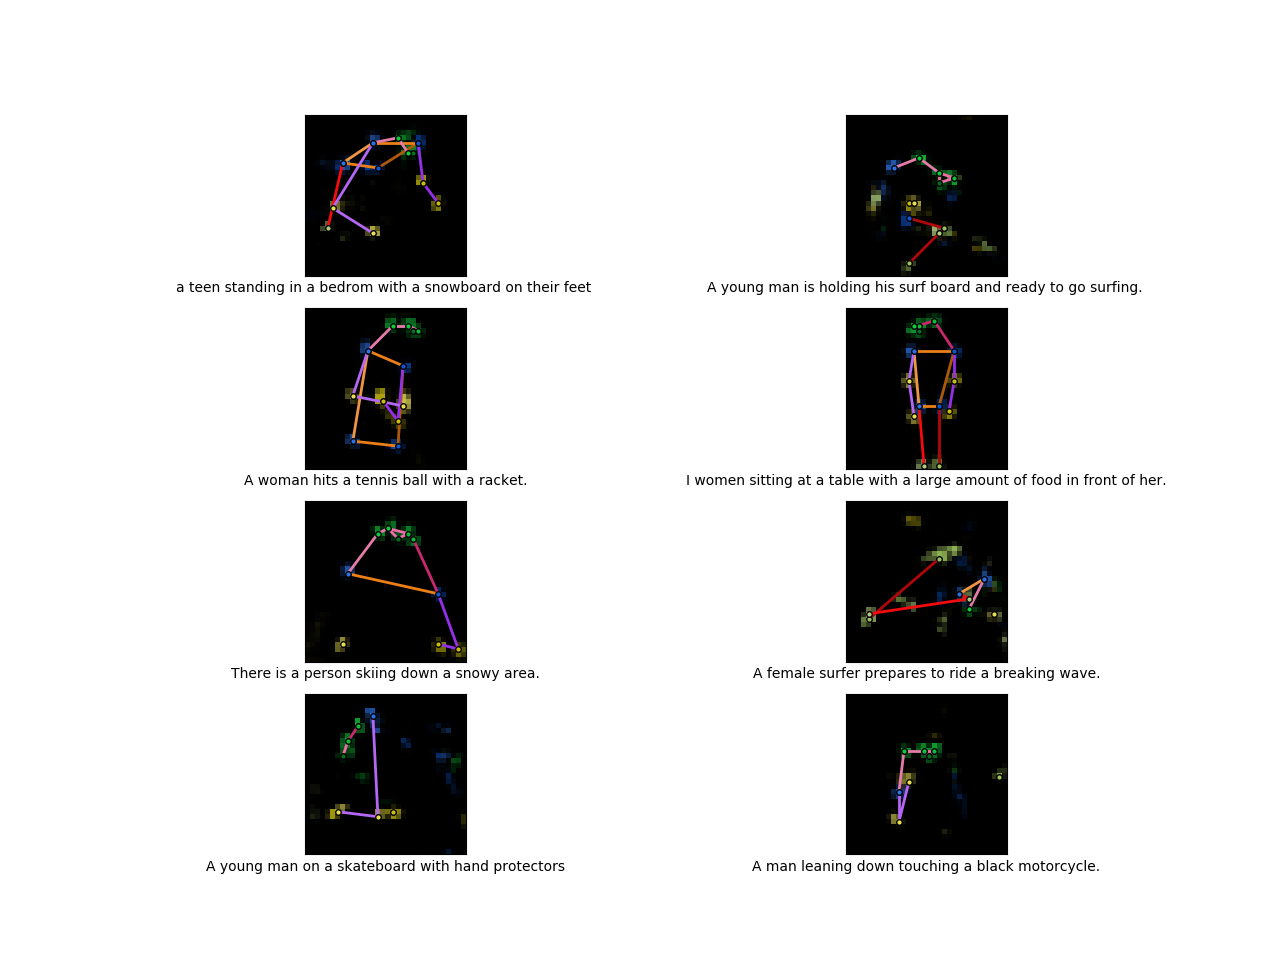 a teen standing in a bedrom with a snowboard on their feet
A young man is holding his surf board and ready to go surfing.
A woman hits a tennis ball with a racket.
I women sitting at a table with a large amount of food in front of her.
There is a person skiing down a snowy area.
A female surfer prepares to ride a breaking wave.
A young man on a skateboard with hand protectors
A man leaning down touching a black motorcycle.